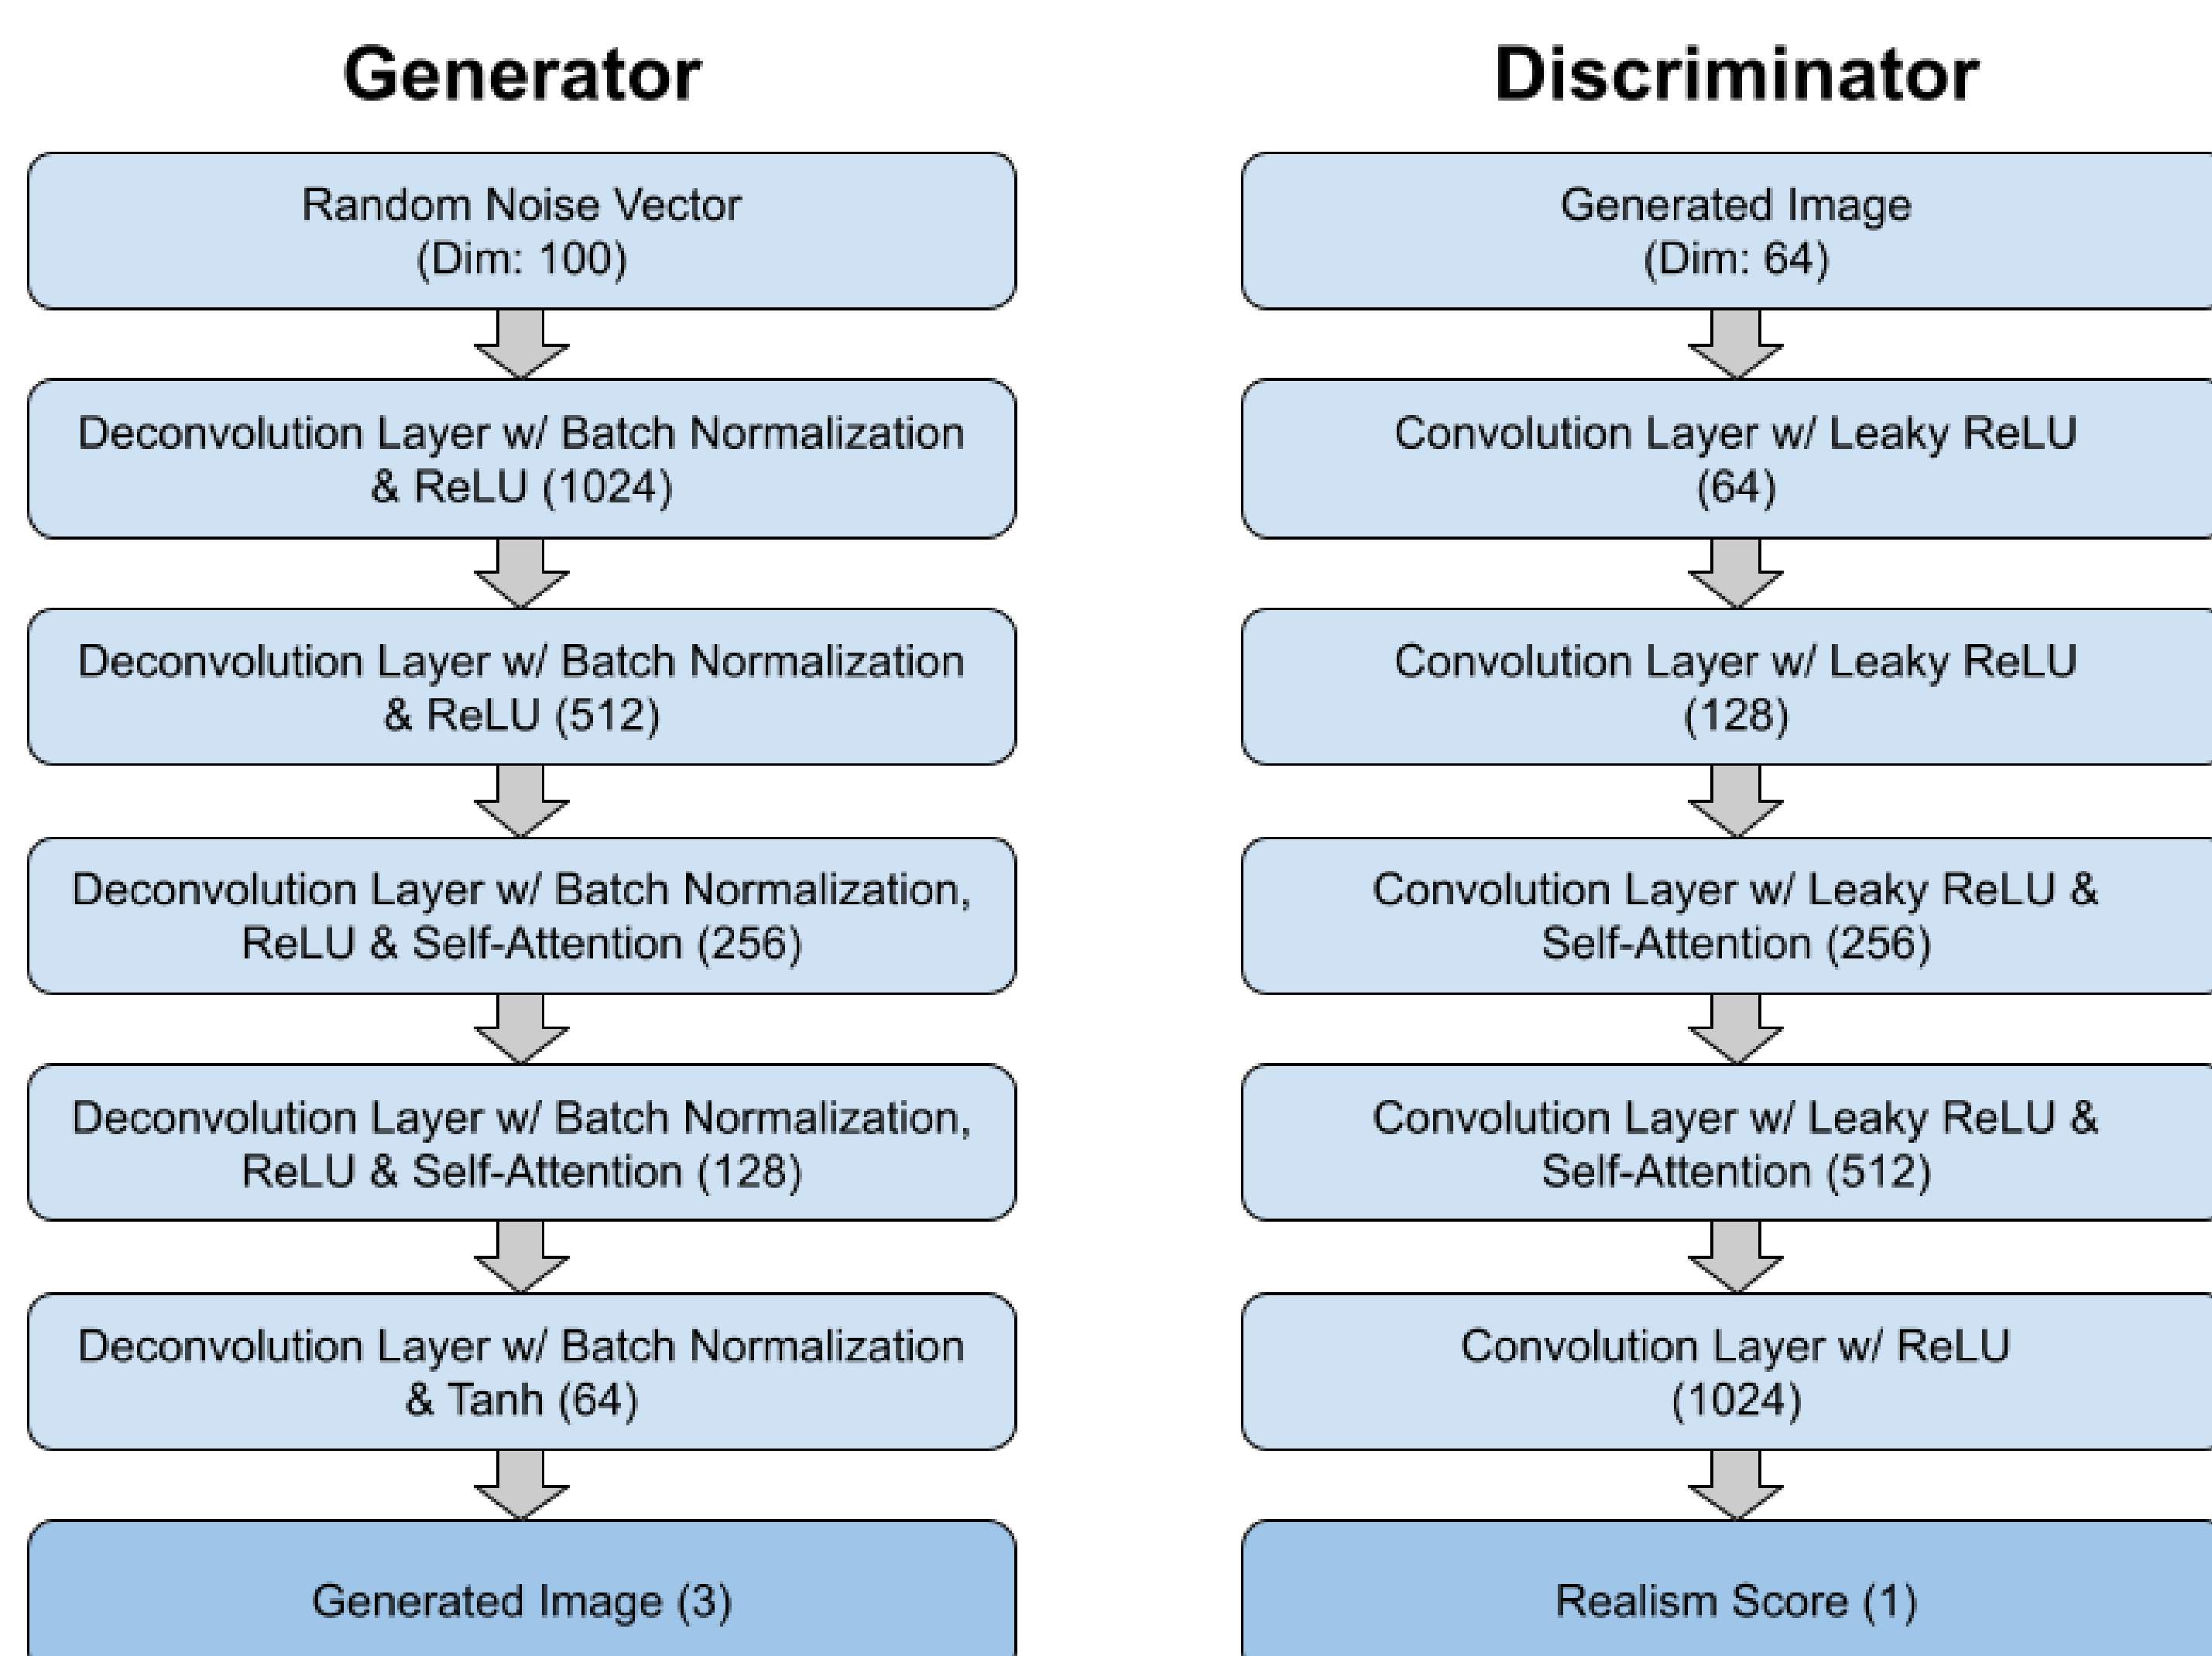 Generator
Random Noise Vector
(Dim: 100)
Deconvolution Layer w/ Batch Normalization
& ReLU (1024)
Deconvolution Layer w/ Batch Normalization
& ReLU (512)
Deconvolution Layer w/ Batch Normalization,
ReLU & Self-Attention (256)
Deconvolution Layer w/ Batch Normalization,
ReLU & Self-Attention (128)
Deconvolution Layer w/ Batch Normalization
& Tanh (64)
Generated Image (3)
Discriminator
Generated Image
(Dim: 64)
Convolution Layer w/ Leaky ReLU
(64)
Convolution Layer w/ Leaky ReLU
(128)
Convolution Layer w/ Leaky ReLU &
Self-Attention (256)
Convolution Layer w/ Leaky ReLU &
Self-Attention (512)
Convolution Layer w/ ReLU
(1024)
Realism Score (1)